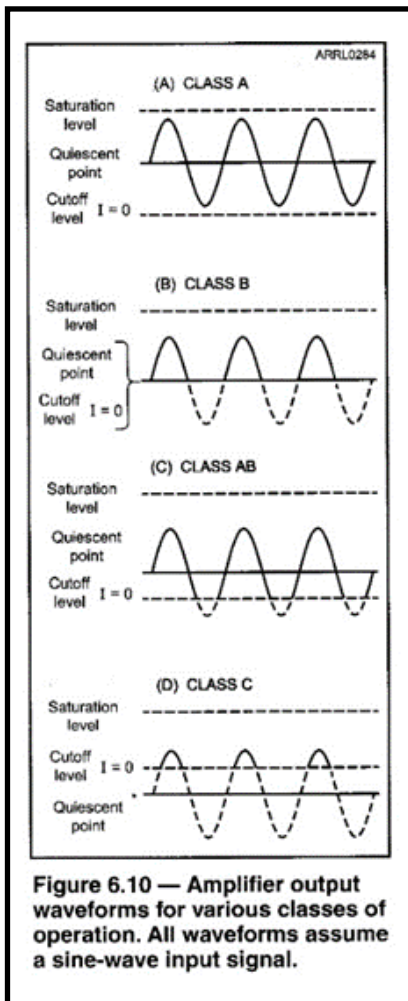 ARRL0284
(A) CLASS A
Saturation
level
Quiescent
point
Cutoff
level I = 0
(B) CLASS B
Saturation
level
Quiescent
point
Cutoff
level I = 0
(C) CLASS AB
Saturation
level
Quiescent
point
Cutoff
level I = 0
(D) CLASS C
Saturation
level
Cutoff
level I = 0
Quiescent
point
Figure 6.10 — Amplifier output
waveforms for various classes of
operation. All waveforms assume
a sine-wave input signal.